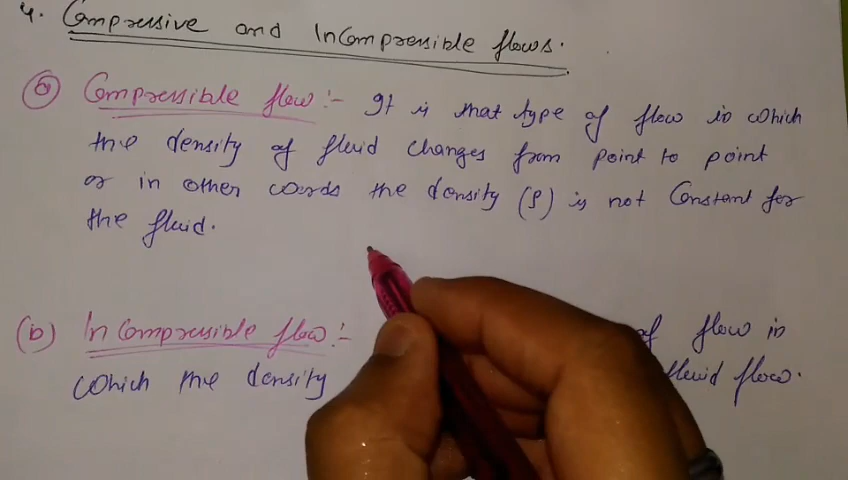 4. Compressive and Incompressible flows.
(a) Compressible flow :- It is that type of flow in which
the density of fluid changes from point to point
or in other words the density (ρ) is not Constant for
the fluid.
(b) Incompressible flow :- of flow in
which the density fluid flow.